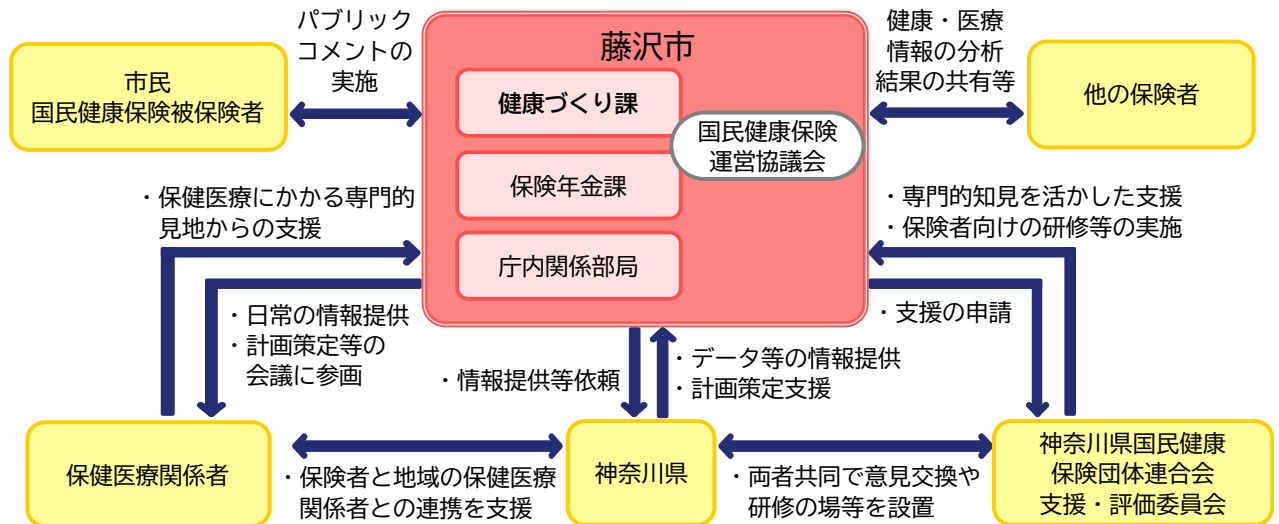 パブリック
コメントの
実施
藤沢市
健康・医療
情報の分析
結果の共有等
市民
国民健康保険被保険者
健康づくり課
国民健康保険
運営協議会
他の保険者
保険年金課
庁内関係部局
・保健医療にかかる専門的
見地からの支援
・専門的知見を活かした支援
・保険者向けの研修等の実施
・日常の情報提供
・計画策定等の
会議に参画
・支援の申請
・情報提供等依頼
・データ等の情報提供
・計画策定支援
保健医療関係者
・保険者と地域の保健医療
関係者との連携を支援
神奈川県
・両者共同で意見交換や
研修の場等を設置
神奈川県国民健康
保険団体連合会
支援・評価委員会